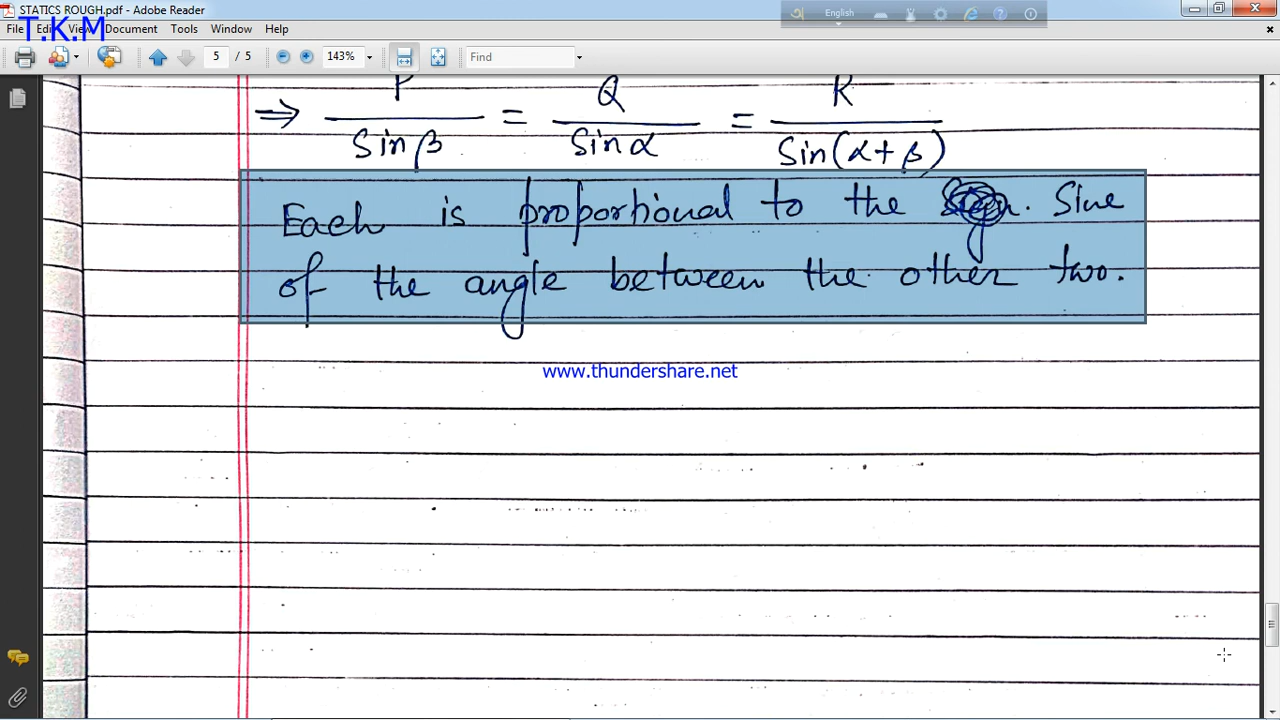 STATICS ROUGH.pdf - Adobe Reader
English
T.K.M
File Edit View Document Tools Window Help
5 / 5 143% Find
⇒ P/Sin β = Q/Sin α = R/Sin(α+β)
Each is proportional to the Sine
of the angle between the other two.
www.thundershare.net